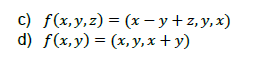 c) f(x,y,z) = (x − y + z,y,x)
d) f(x,y) = (x,y,x + y)